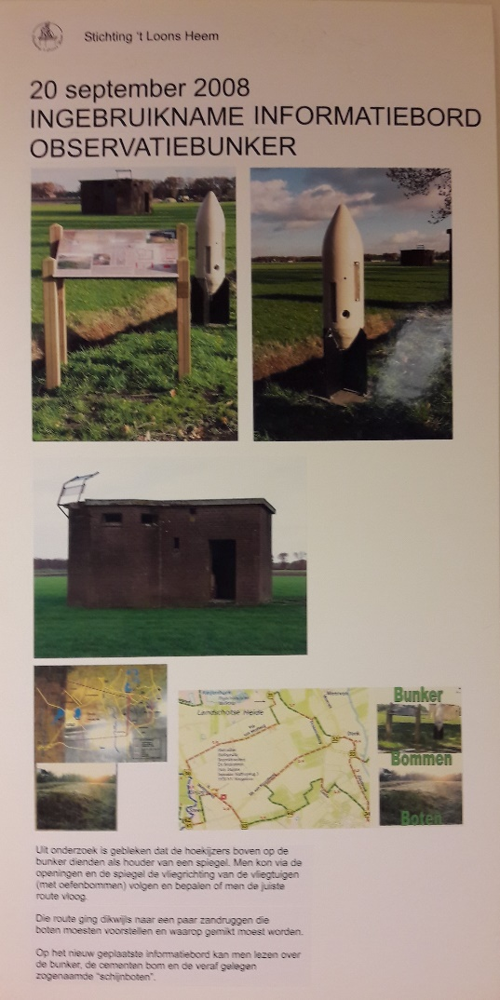 Stichting 't Loons Heem
20 september 2008
INGEBRUIKNAME INFORMATIEBORD
OBSERVATIEBUNKER
Landschotse Heide
Bunker
Bommen
Boten
Uit onderzoek is gebleken dat de hoekijzers boven op de
bunker dienden als houder van een spiegel. Men kon via de
openingen en de spiegel de vliegrichting van de vliegtuigen
(met oefenbommen) volgen en bepalen of men de juiste
route vloog.
Die route ging dikwijls naar een paar zandruggen die
boten moesten voorstellen en waarop gemikt moest worden.
Op het nieuw geplaatste informatiebord kan men lezen over
de bunker, de cementen bom en de veraf gelegen
zogenaamde "schijnboten".